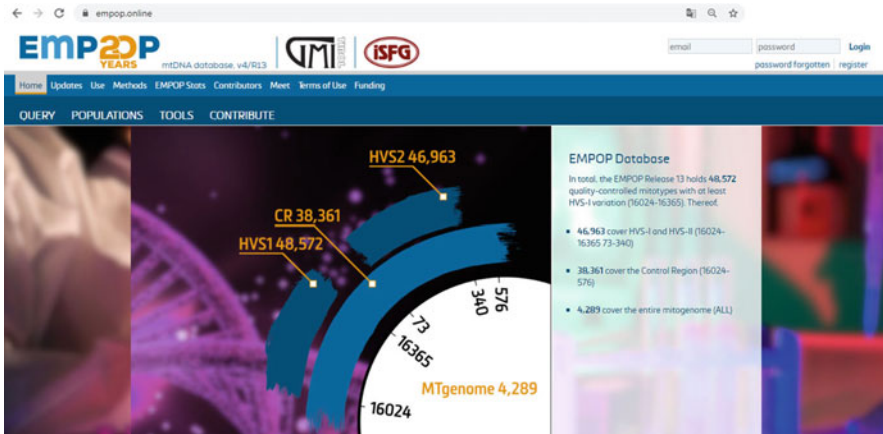 empop.online
EMP20P
YEARS
mtDNA database, v4/R13
GMI
iSFG
email
password
Login
password forgotten
register
Home Updates Use Methods EMPOP Stats Contributors Meet Terms of Use Funding
QUERY POPULATIONS TOOLS CONTRIBUTE
HVS2 46,963
CR 38,361
HVS1 48,572
576
340
73
16365
16024
MTgenome 4,289
EMPOP Database
In total, the EMPOP Release 13 holds 48,572
quality-controlled mitotypes with at least
HVS-I variation (16024-16365). Thereof,
46,963 cover HVS-I and HVS-II (16024-
16365 73-340)
38,361 cover the Control Region (16024-
576)
4,289 cover the entire mitogenome (ALL)